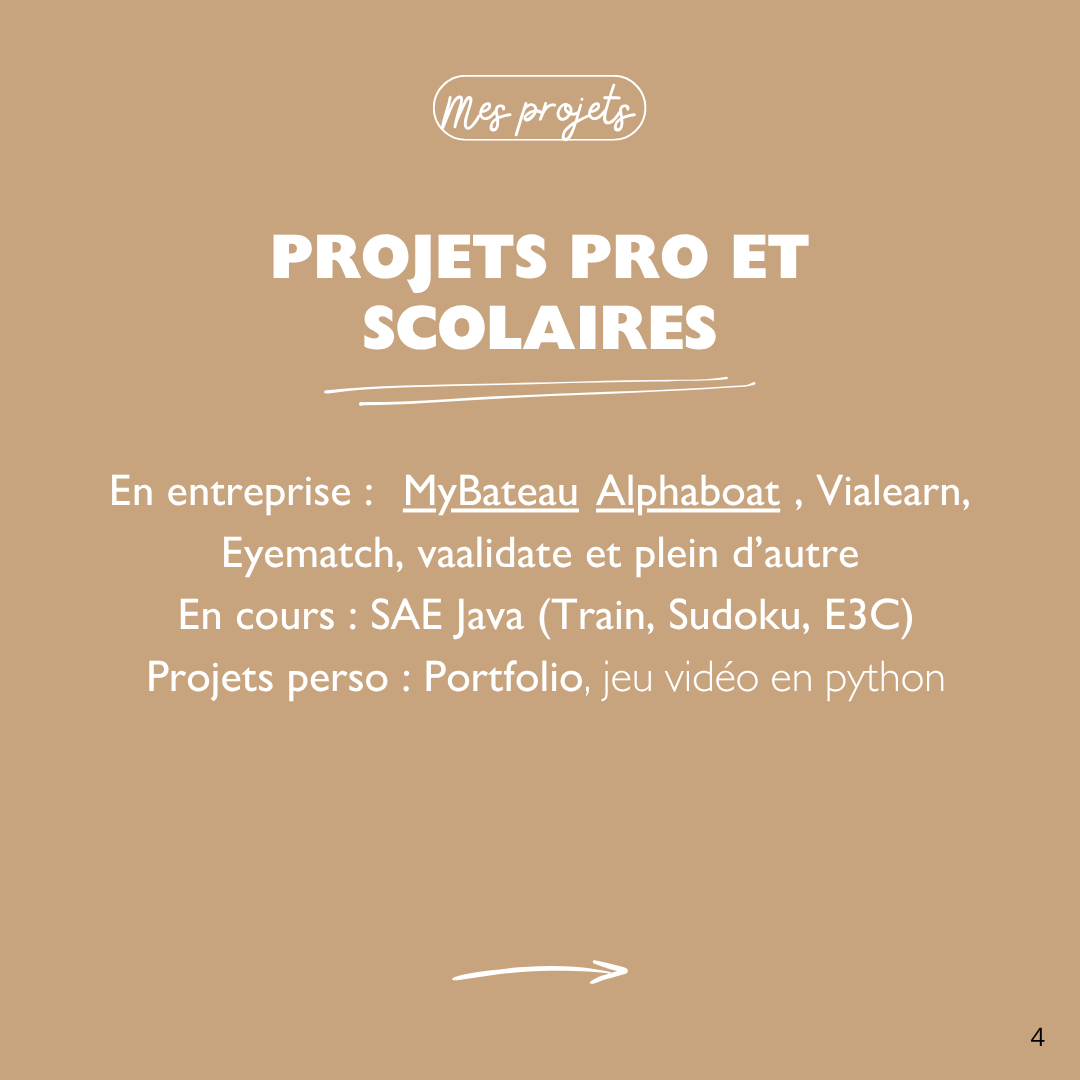 Mes projets
PROJETS PRO ET
SCOLAIRES
En entreprise : MyBateau Alphaboat , Vialearn,
Eyematch, vaalidate et plein d’autre
En cours : SAE Java (Train, Sudoku, E3C)
Projets perso : Portfolio, jeu vidéo en python
4